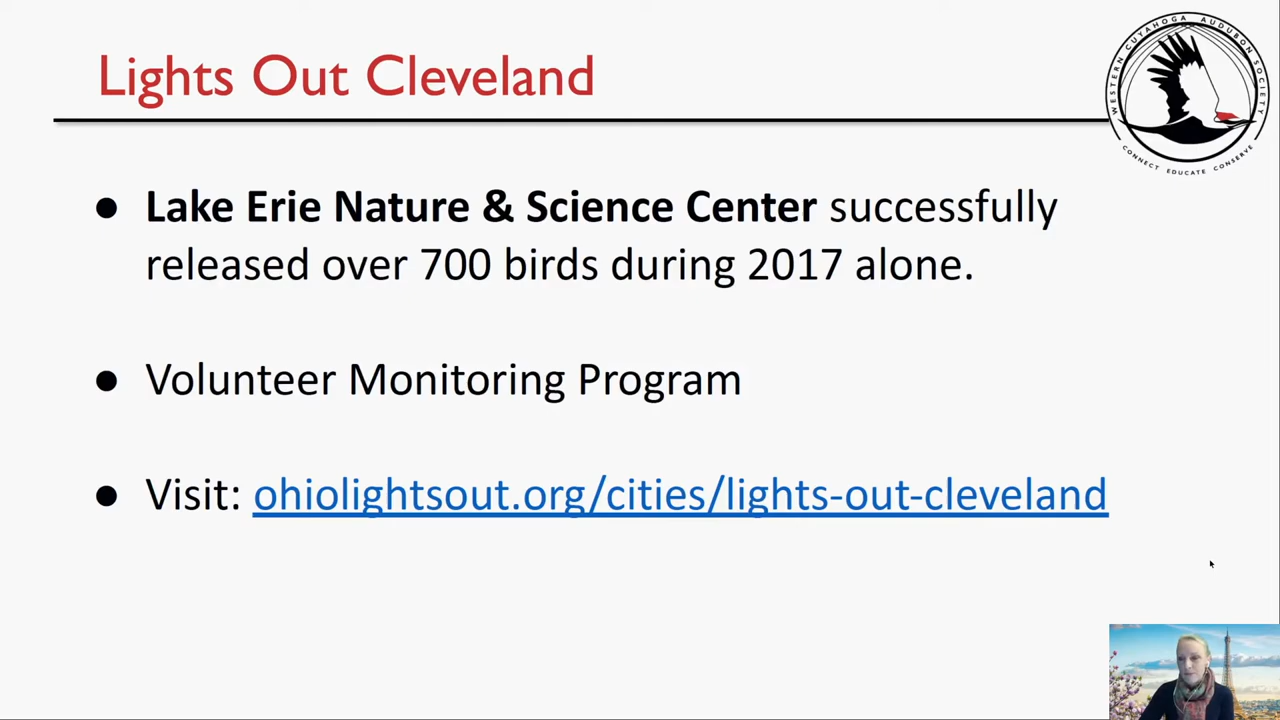 Lights Out Cleveland
WESTERN CUYAHOGA AUDUBON SOCIETY
CONNECT EDUCATE CONSERVE
● Lake Erie Nature & Science Center successfully
released over 700 birds during 2017 alone.
● Volunteer Monitoring Program
● Visit: ohiolightsout.org/cities/lights-out-cleveland